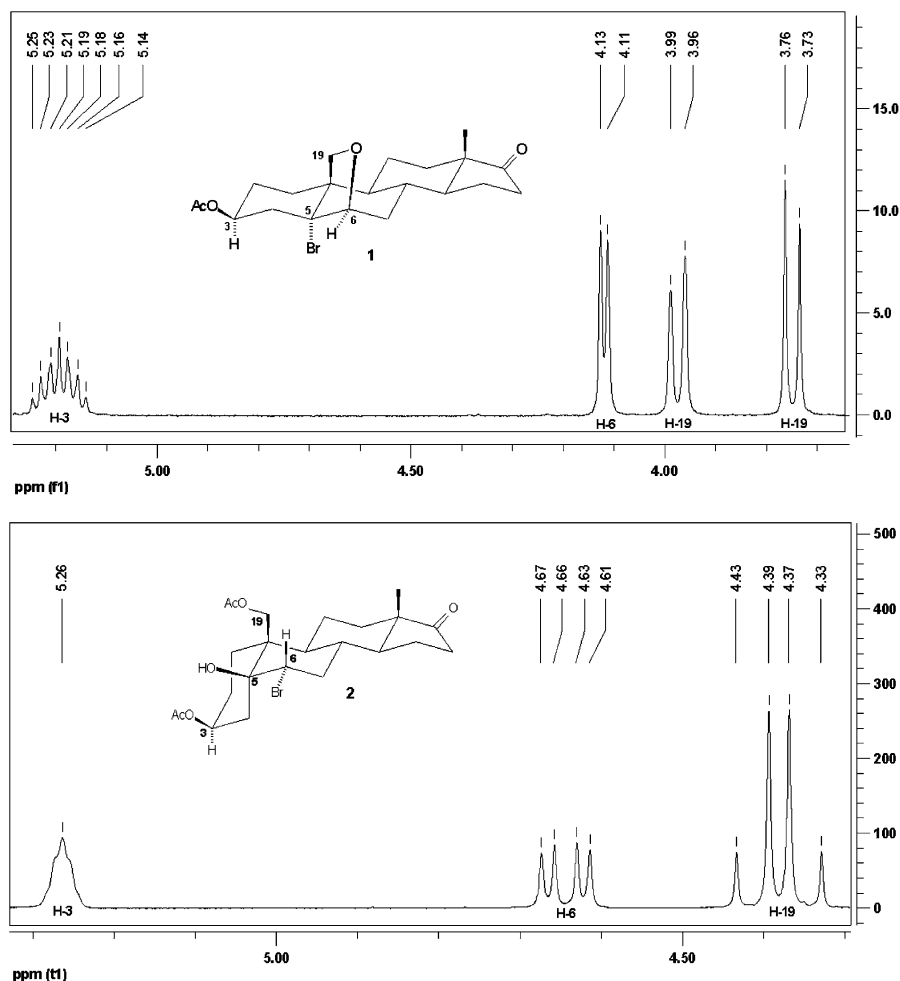 5.25 5.23 5.21 5.19 5.18 5.16 5.14 4.13 4.11 3.99 3.96 3.76 3.73
15.0
19 O O
AcO 5
3 6
H H
Br 1
10.0
5.0
0.0
H-3 H-6 H-19 H-19
5.00 4.50 4.00
ppm (f1)
500
5.26 4.67 4.66 4.63 4.61 4.43 4.39 4.37 4.33
400
AcO O
19 H
6
HO 5
Br 2
300
AcO
3
H
200
100
0
H-3 H-6 H-19
5.00 4.50
ppm (t1)